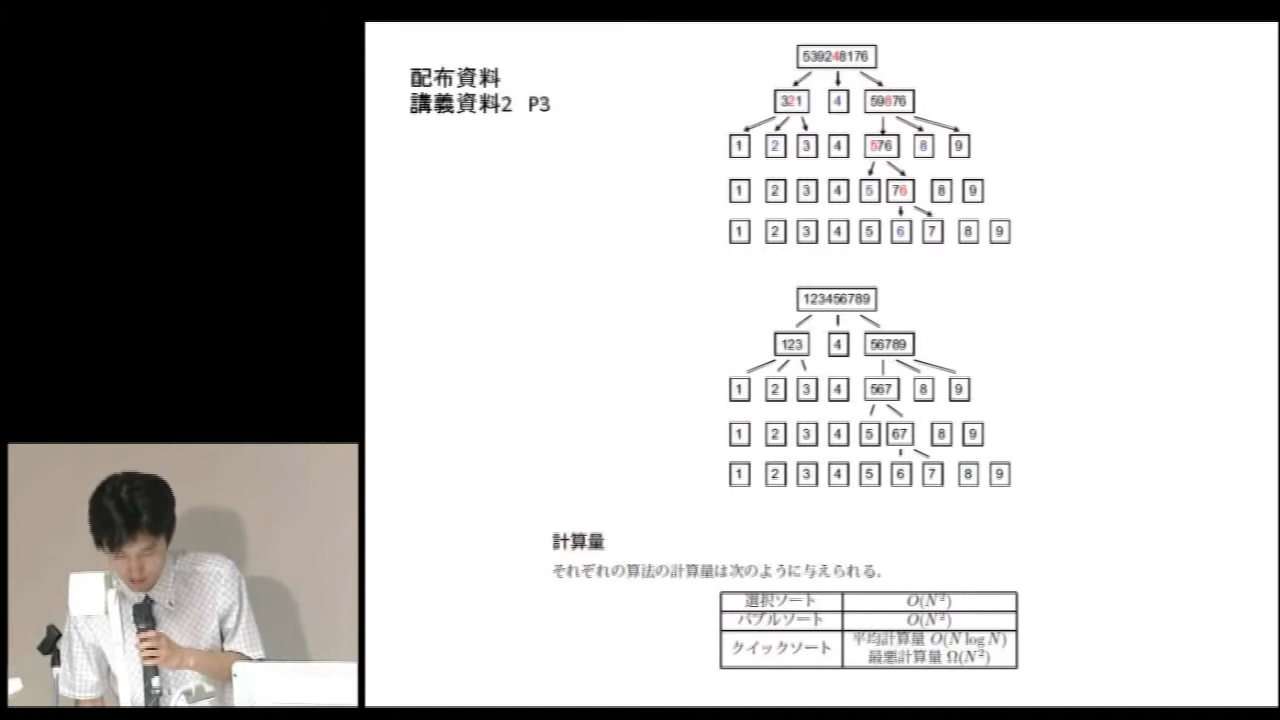 配布資料
講義資料2 P3
539248176
321 4 59876
1 2 3 4 576 8 9
1 2 3 4 5 76 8 9
1 2 3 4 5 6 7 8 9
123456789
123 4 56789
1 2 3 4 567 8 9
1 2 3 4 5 67 8 9
1 2 3 4 5 6 7 8 9
計算量
それぞれの算法の計算量は次のように与えられる.
選択ソート O(N²)
バブルソート O(N²)
クイックソート 平均計算量 O(N log N)
最悪計算量 Ω(N²)